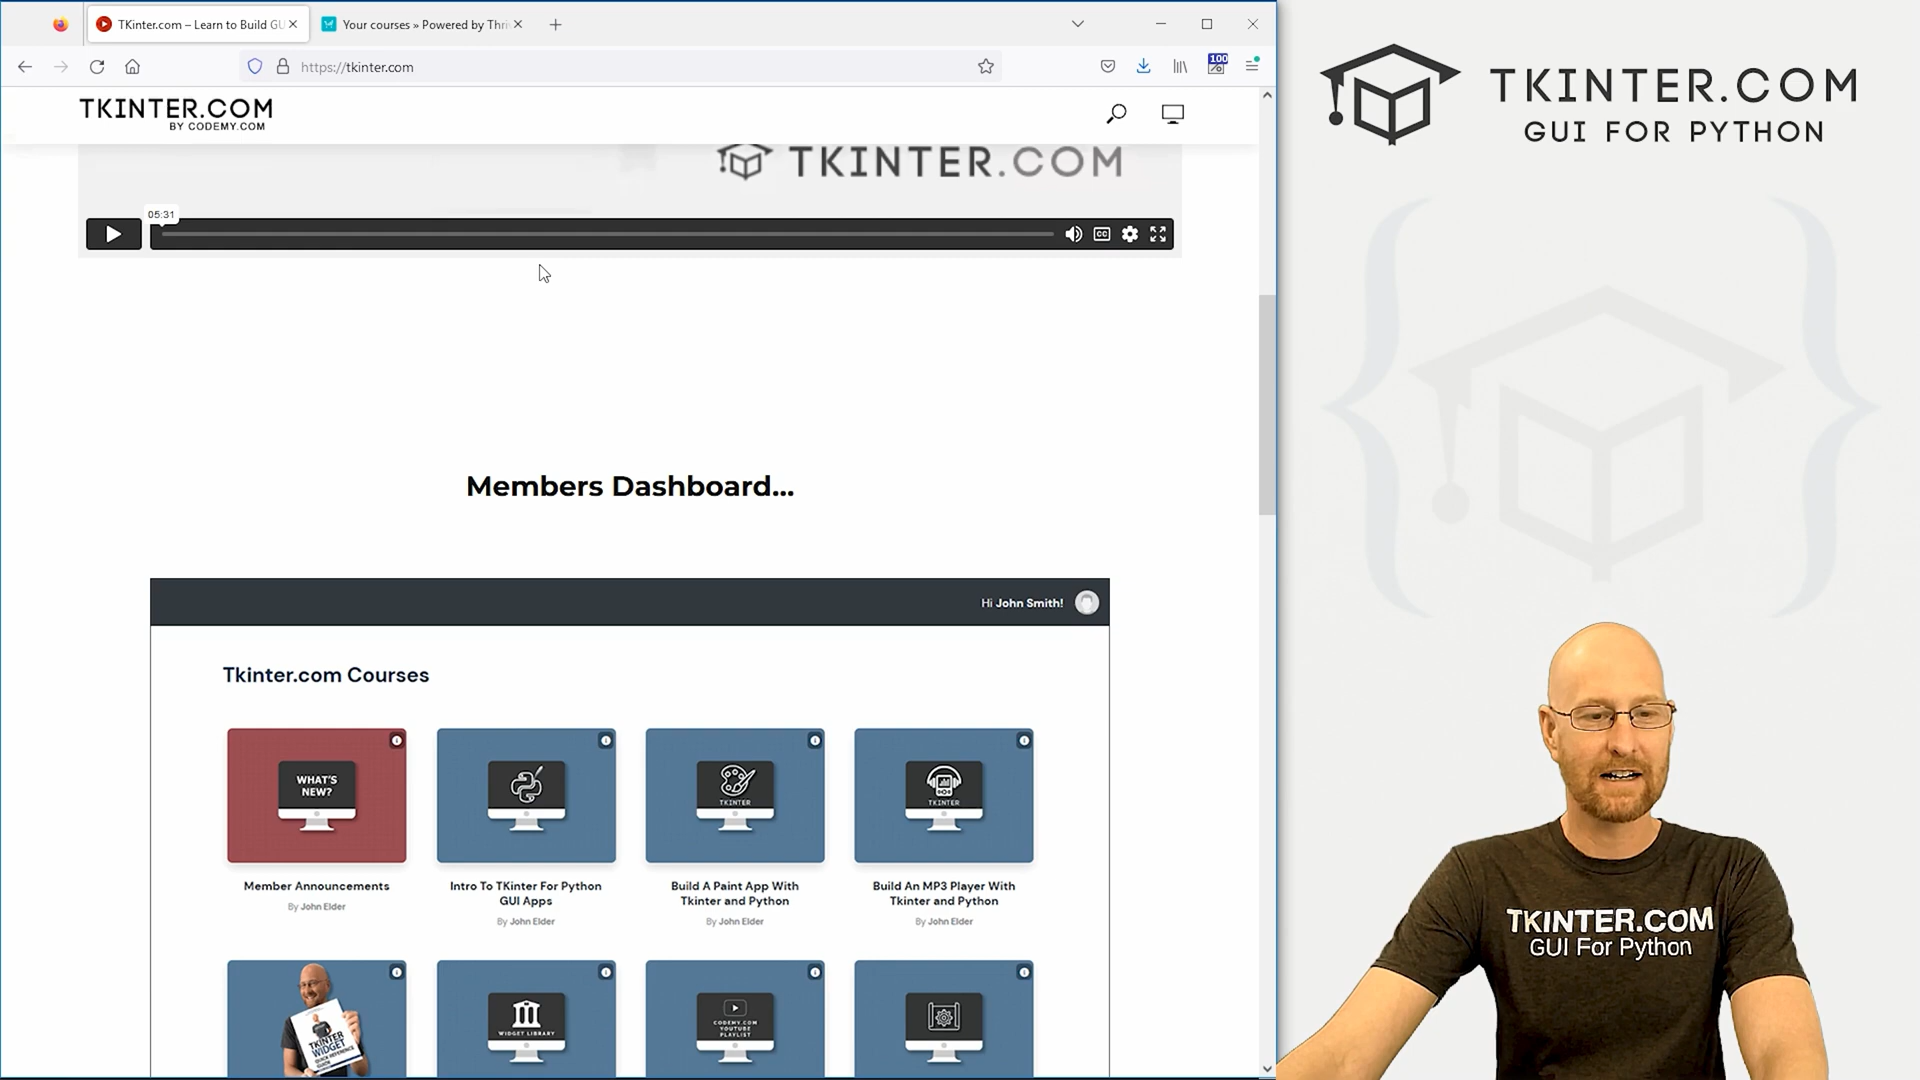 TKinter.com – Learn to Build GU
Your courses » Powered by Thri
https://tkinter.com
100
TKINTER.COM
BY CODEMY.COM
TKINTER.COM
05:31
CC
Members Dashboard...
Hi John Smith!
Tkinter.com Courses
WHAT'S
NEW?
TKINTER
TKINTER
Member Announcements
By John Elder
Intro To TKinter For Python
GUI Apps
By John Elder
Build A Paint App With
Tkinter and Python
By John Elder
Build An MP3 Player With
Tkinter and Python
By John Elder
TKINTER
WIDGET
QUICK REFERENCE
GUIDE
WIDGET LIBRARY
CODEMY.COM
YOUTUBE
PLAYLIST
TKINTER.COM
GUI FOR PYTHON
TKINTER.COM
GUI For Python